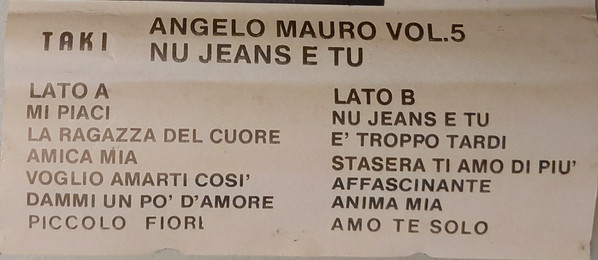 TAKI
ANGELO MAURO VOL.5
NU JEANS E TU
LATO A
MI PIACI
LA RAGAZZA DEL CUORE
AMICA MIA
VOGLIO AMARTI COSI'
DAMMI UN PO' D'AMORE
PICCOLO FIORI
LATO B
NU JEANS E TU
E' TROPPO TARDI
STASERA TI AMO DI PIU'
AFFASCINANTE
ANIMA MIA
AMO TE SOLO